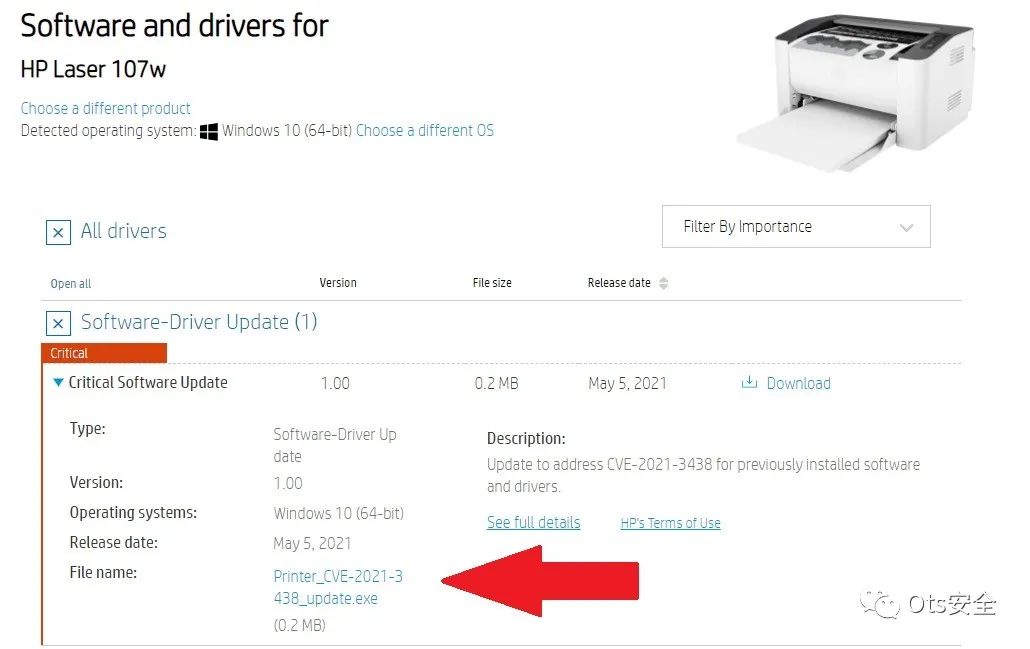 Software and drivers for
HP Laser 107w
Choose a different product
Detected operating system: Windows 10 (64-bit) Choose a different OS
All drivers
Filter By Importance
Open all Version File size Release date
Software-Driver Update (1)
Critical
Critical Software Update 1.00 0.2 MB May 5, 2021 Download
Type:
Software-Driver Up
date
Version:
1.00
Operating systems:
Windows 10 (64-bit)
Release date:
May 5, 2021
File name:
Printer_CVE-2021-3
438_update.exe
(0.2 MB)
Description:
Update to address CVE-2021-3438 for previously installed software
and drivers.
See full details HP's Terms of Use
Ots安全